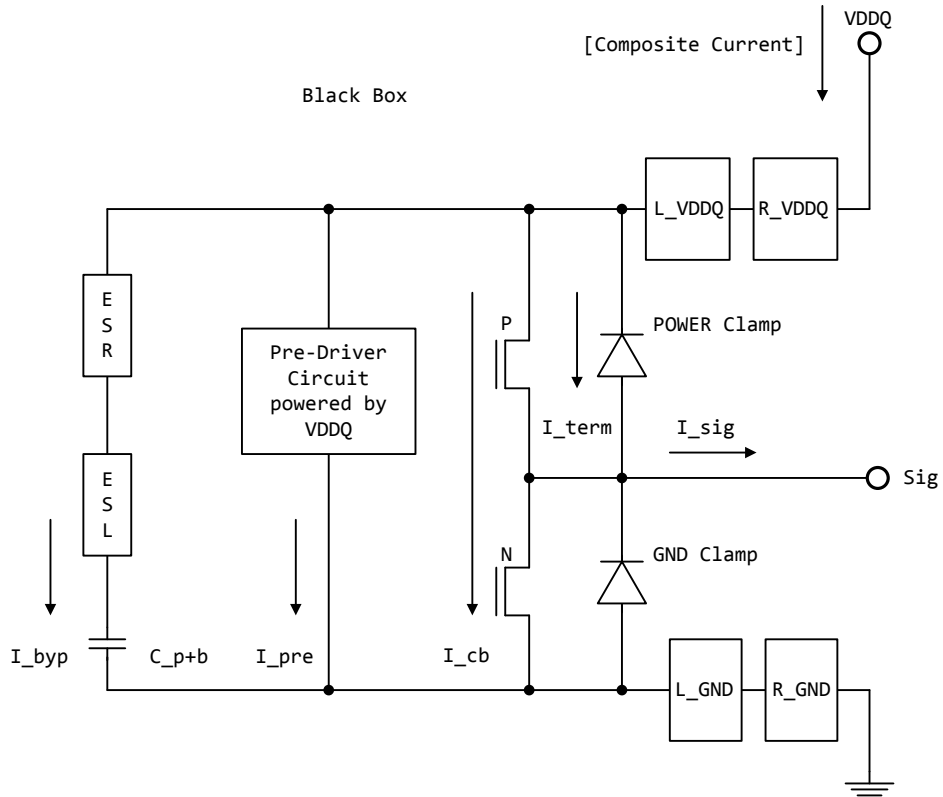 VDDQ
[Composite Current]
Black Box
L_VDDQ
R_VDDQ
E
S
R
P
POWER Clamp
Pre-Driver
Circuit
powered by
VDDQ
I_term
I_sig
Sig
E
S
L
N
GND Clamp
I_byp
C_p+b
I_pre
I_cb
L_GND
R_GND